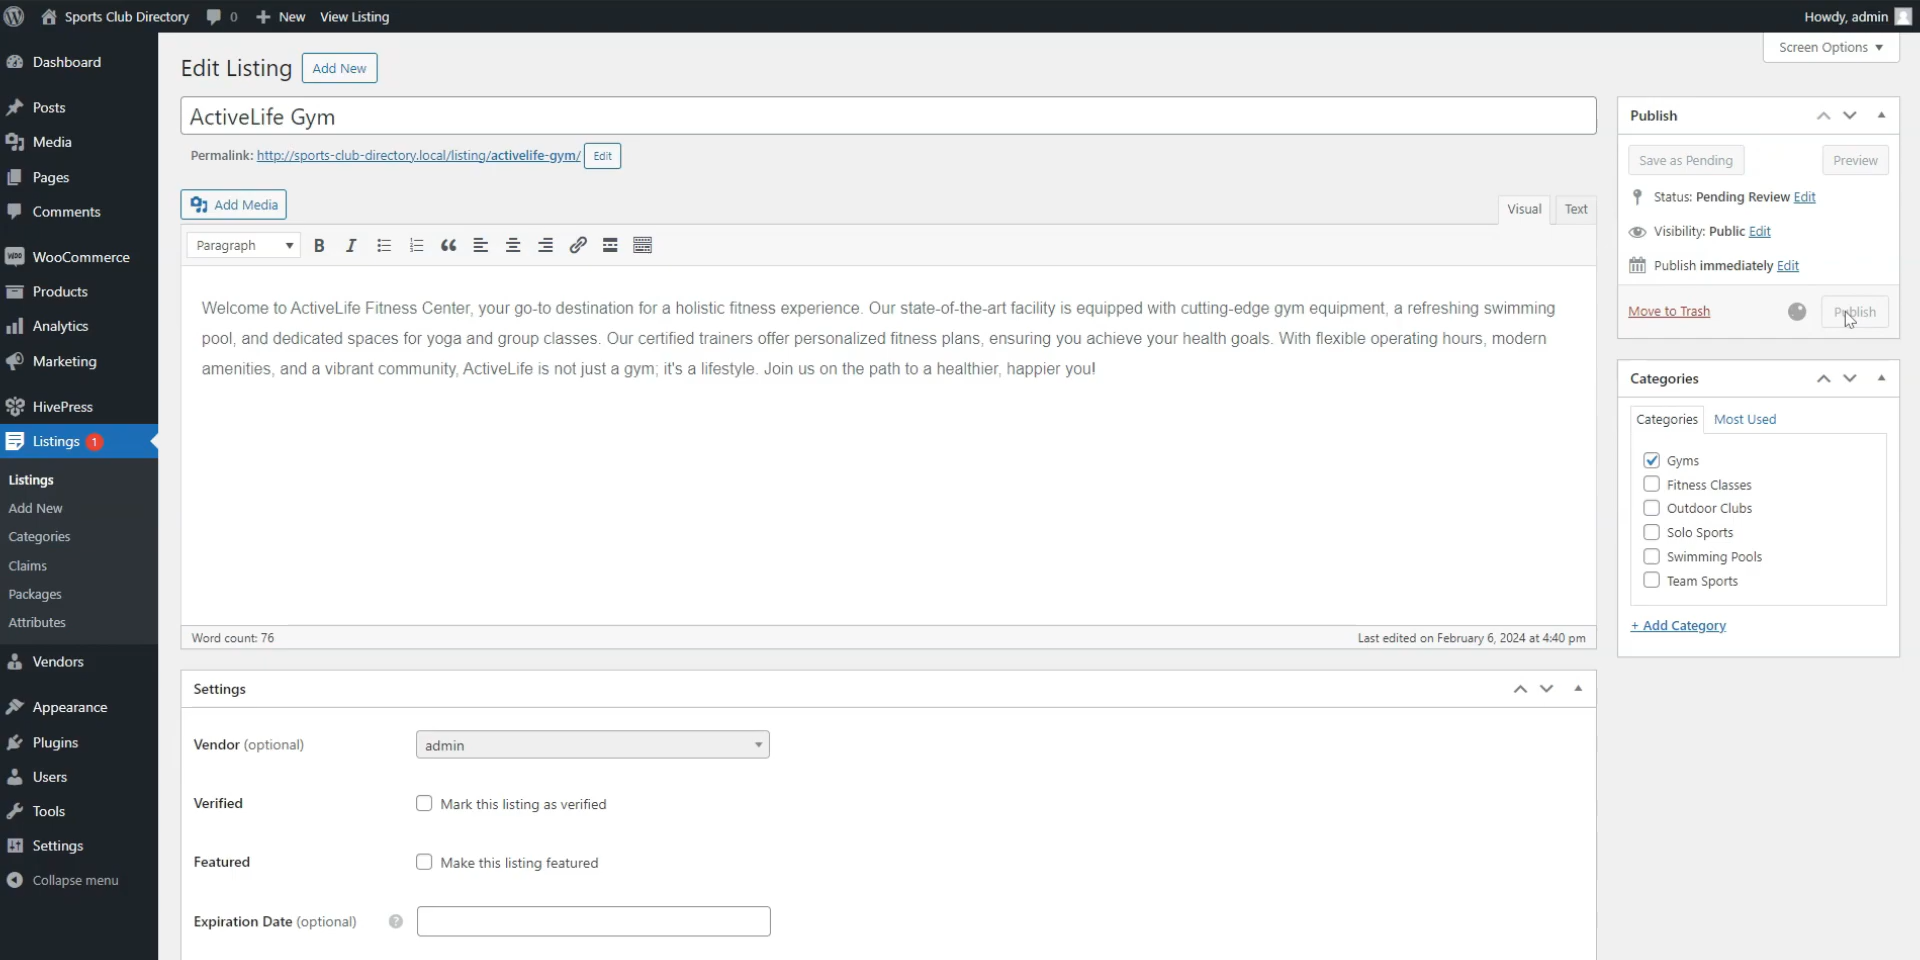 Sports Club Directory 0 New View Listing Howdy, admin
Screen Options
Dashboard
Posts
Media
Pages
Comments
WooCommerce
Products
Analytics
Marketing
HivePress
Listings 1
Listings
Add New
Categories
Claims
Packages
Attributes
Vendors
Appearance
Plugins
Users
Tools
Settings
Collapse menu
Edit Listing Add New
ActiveLife Gym
Permalink: http://sports-club-directory.local/listing/activelife-gym/ Edit
Add Media
Visual Text
Paragraph
Welcome to ActiveLife Fitness Center, your go-to destination for a holistic fitness experience. Our state-of-the-art facility is equipped with cutting-edge gym equipment, a refreshing swimming
pool, and dedicated spaces for yoga and group classes. Our certified trainers offer personalized fitness plans, ensuring you achieve your health goals. With flexible operating hours, modern
amenities, and a vibrant community, ActiveLife is not just a gym; it's a lifestyle. Join us on the path to a healthier, happier you!
Word count: 76 Last edited on February 6, 2024 at 4:40 pm
Settings
Vendor (optional) admin
Verified Mark this listing as verified
Featured Make this listing featured
Expiration Date (optional)
Publish
Save as Pending Preview
Status: Pending Review Edit
Visibility: Public Edit
Publish immediately Edit
Move to Trash Publish
Categories
Categories Most Used
Gyms
Fitness Classes
Outdoor Clubs
Solo Sports
Swimming Pools
Team Sports
+ Add Category